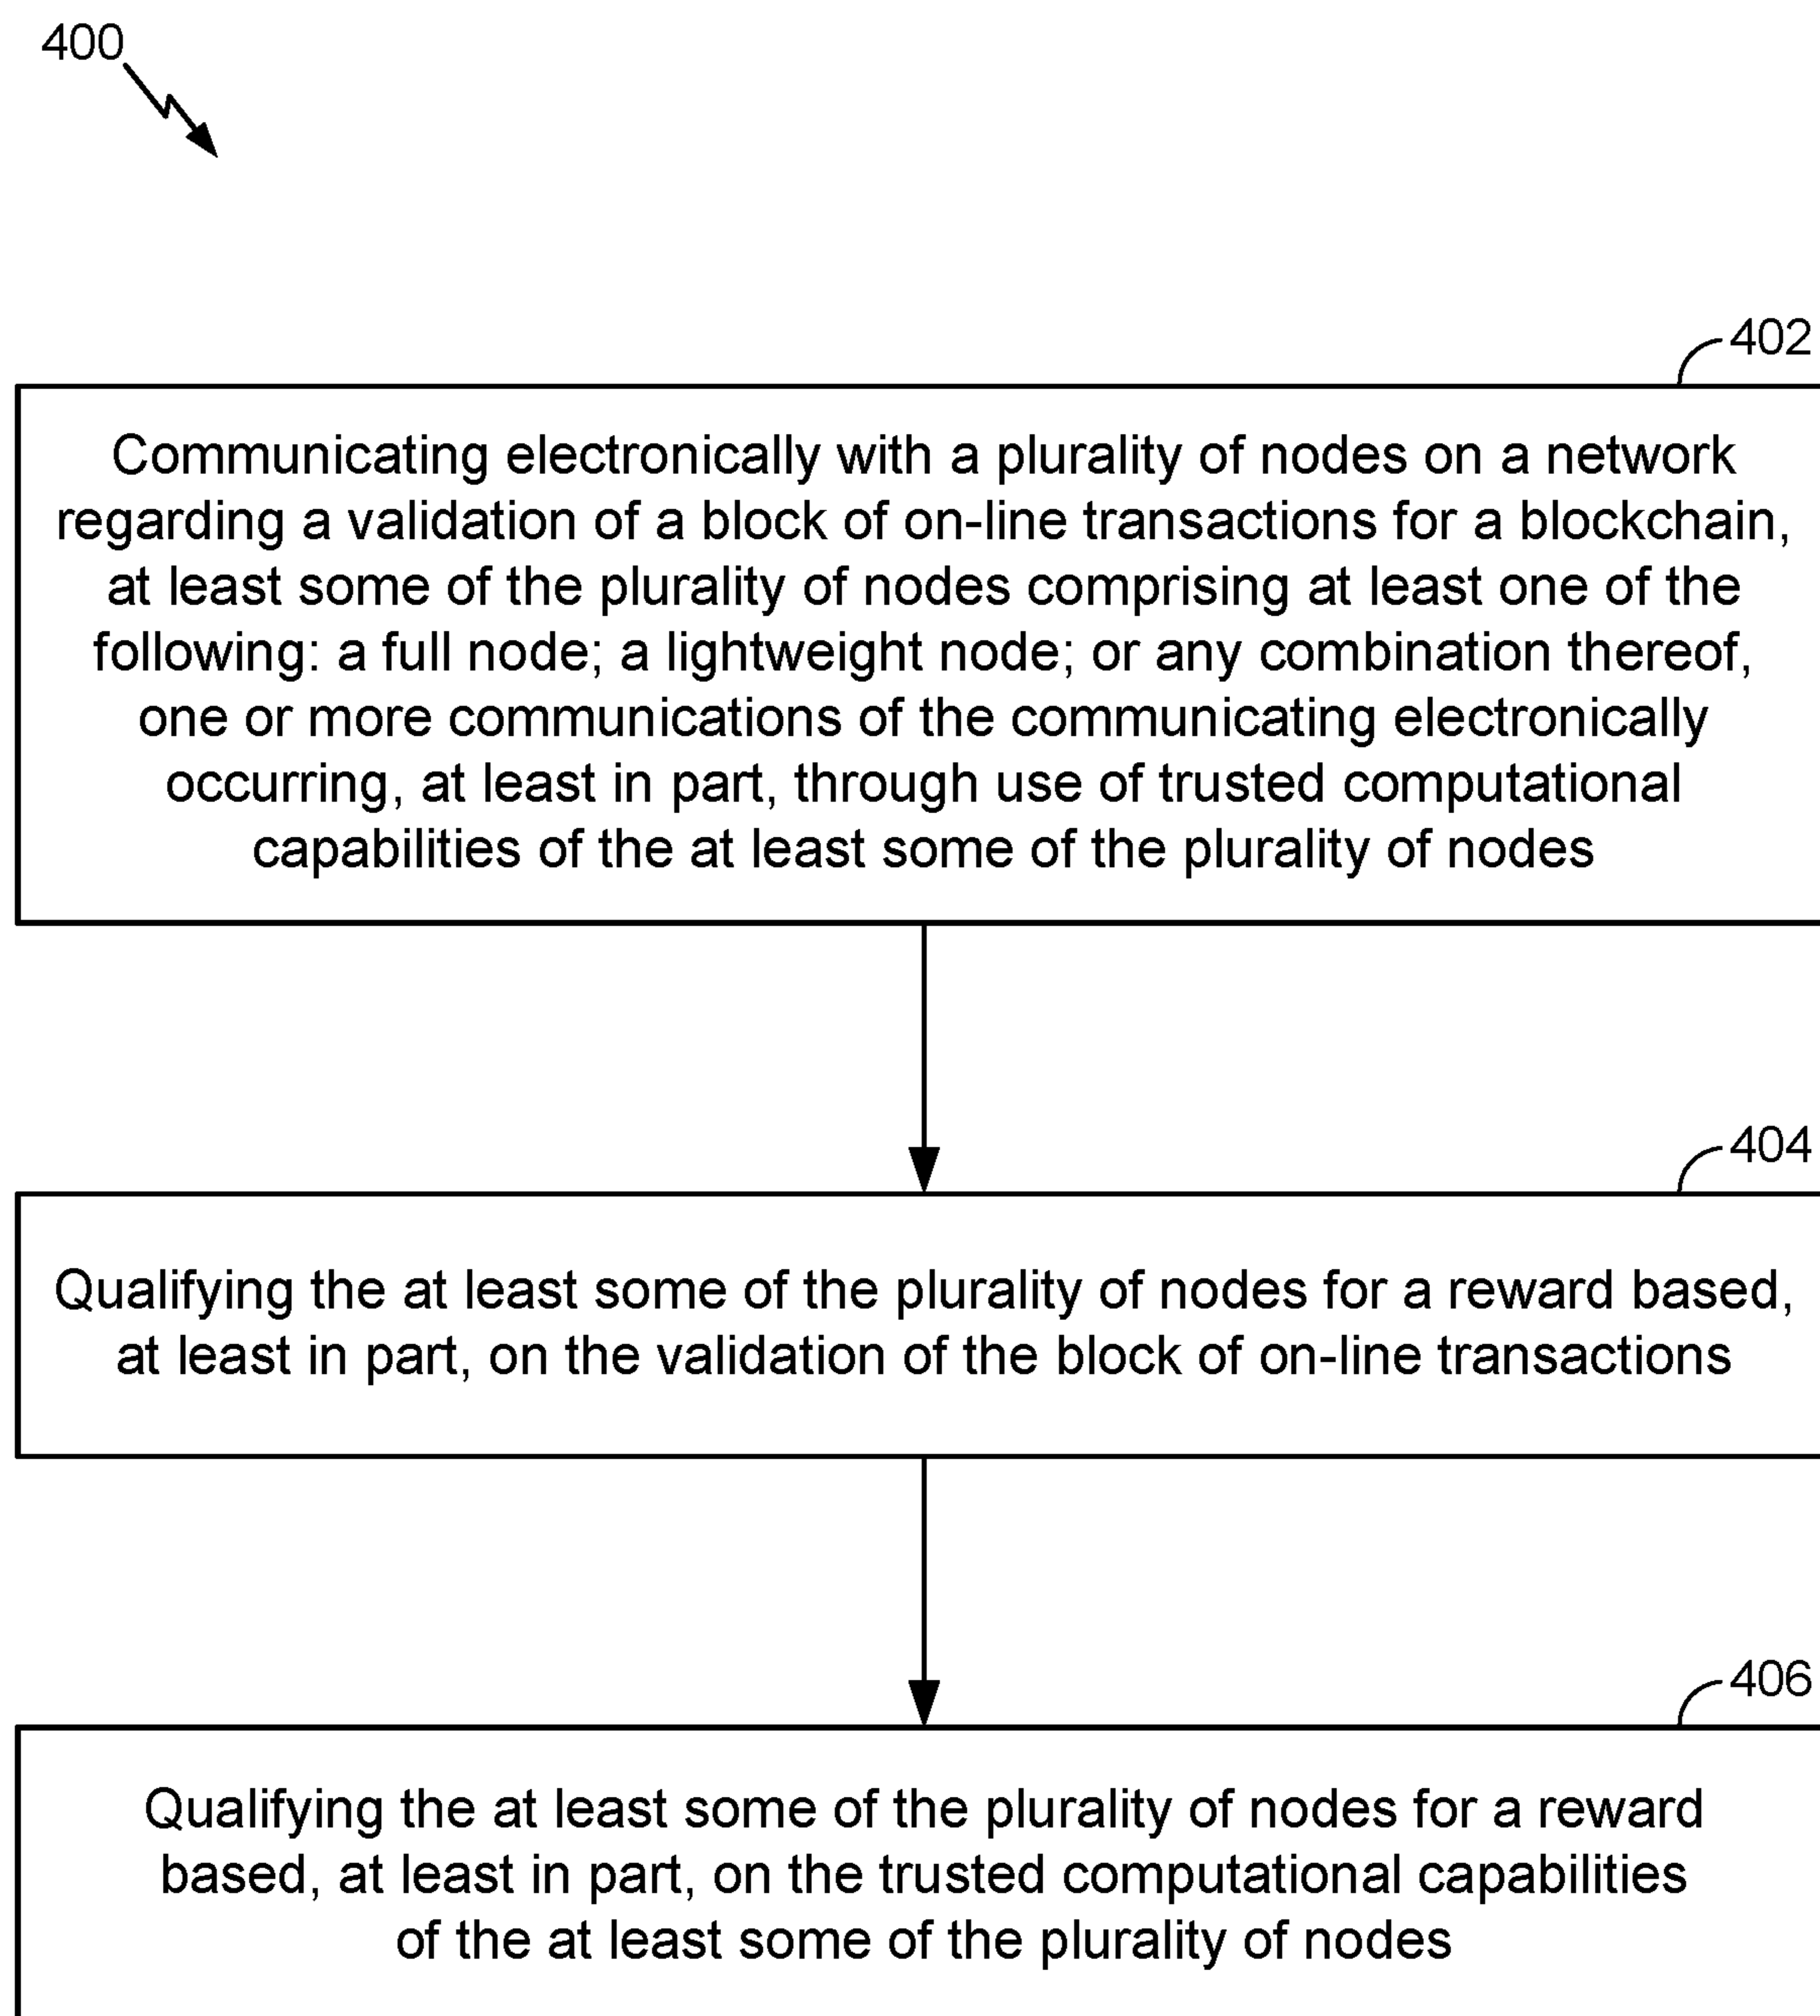 400
402
Communicating electronically with a plurality of nodes on a network
regarding a validation of a block of on-line transactions for a blockchain,
at least some of the plurality of nodes comprising at least one of the
following: a full node; a lightweight node; or any combination thereof,
one or more communications of the communicating electronically
occurring, at least in part, through use of trusted computational
capabilities of the at least some of the plurality of nodes
404
Qualifying the at least some of the plurality of nodes for a reward based,
at least in part, on the validation of the block of on-line transactions
406
Qualifying the at least some of the plurality of nodes for a reward
based, at least in part, on the trusted computational capabilities
of the at least some of the plurality of nodes